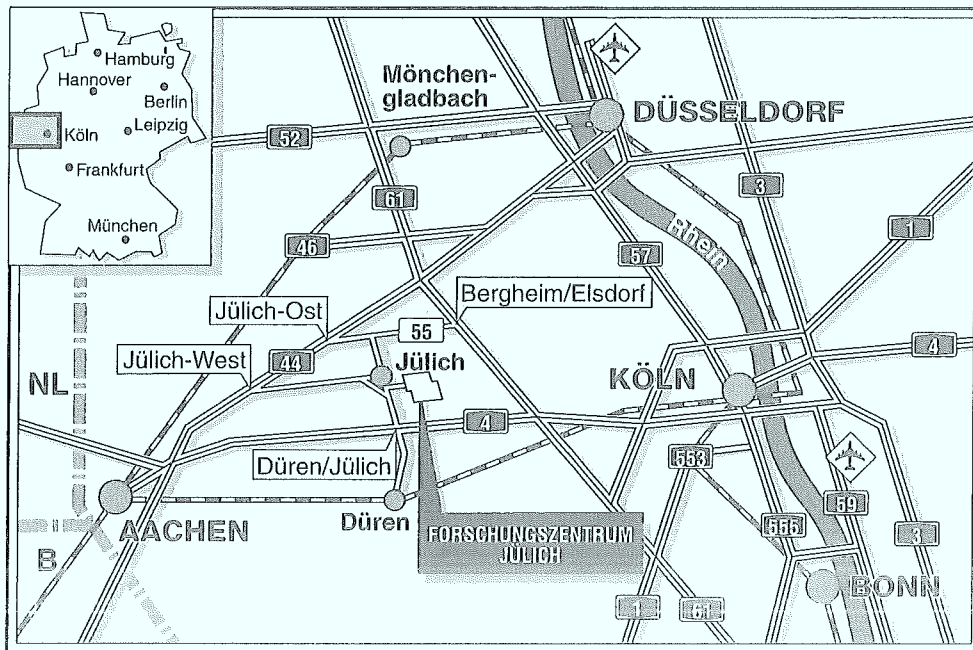 Hamburg
Hannover
Berlin
Köln
Leipzig
Frankfurt
München
Mönchen-
gladbach
DÜSSELDORF
52
3
61
1
46
57
Rhein
Bergheim/Elsdorf
Jülich-Ost
55
Jülich-West
44
Jülich
4
NL
KÖLN
4
Düren/Jülich
553
59
Düren
AACHEN
555
FORSCHUNGSZENTRUM
JÜLICH
3
B
BONN
1
61